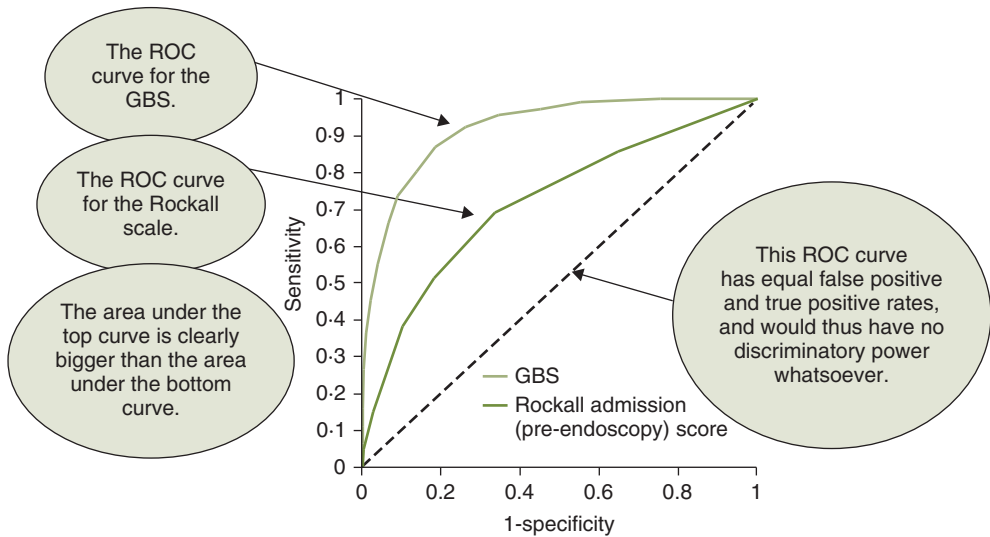 The ROC
curve for the
GBS.
The ROC curve
for the Rockall
scale.
The area under the
top curve is clearly
bigger than the area
under the bottom
curve.
Sensitivity
1
0·9
0·8
0·7
0·6
0·5
0·4
0·3
0·2
0·1
0
0
0.2
0.4
0.6
0.8
1
1-specificity
GBS
Rockall admission
(pre-endoscopy) score
This ROC curve
has equal false positive
and true positive rates,
and would thus have no
discriminatory power
whatsoever.